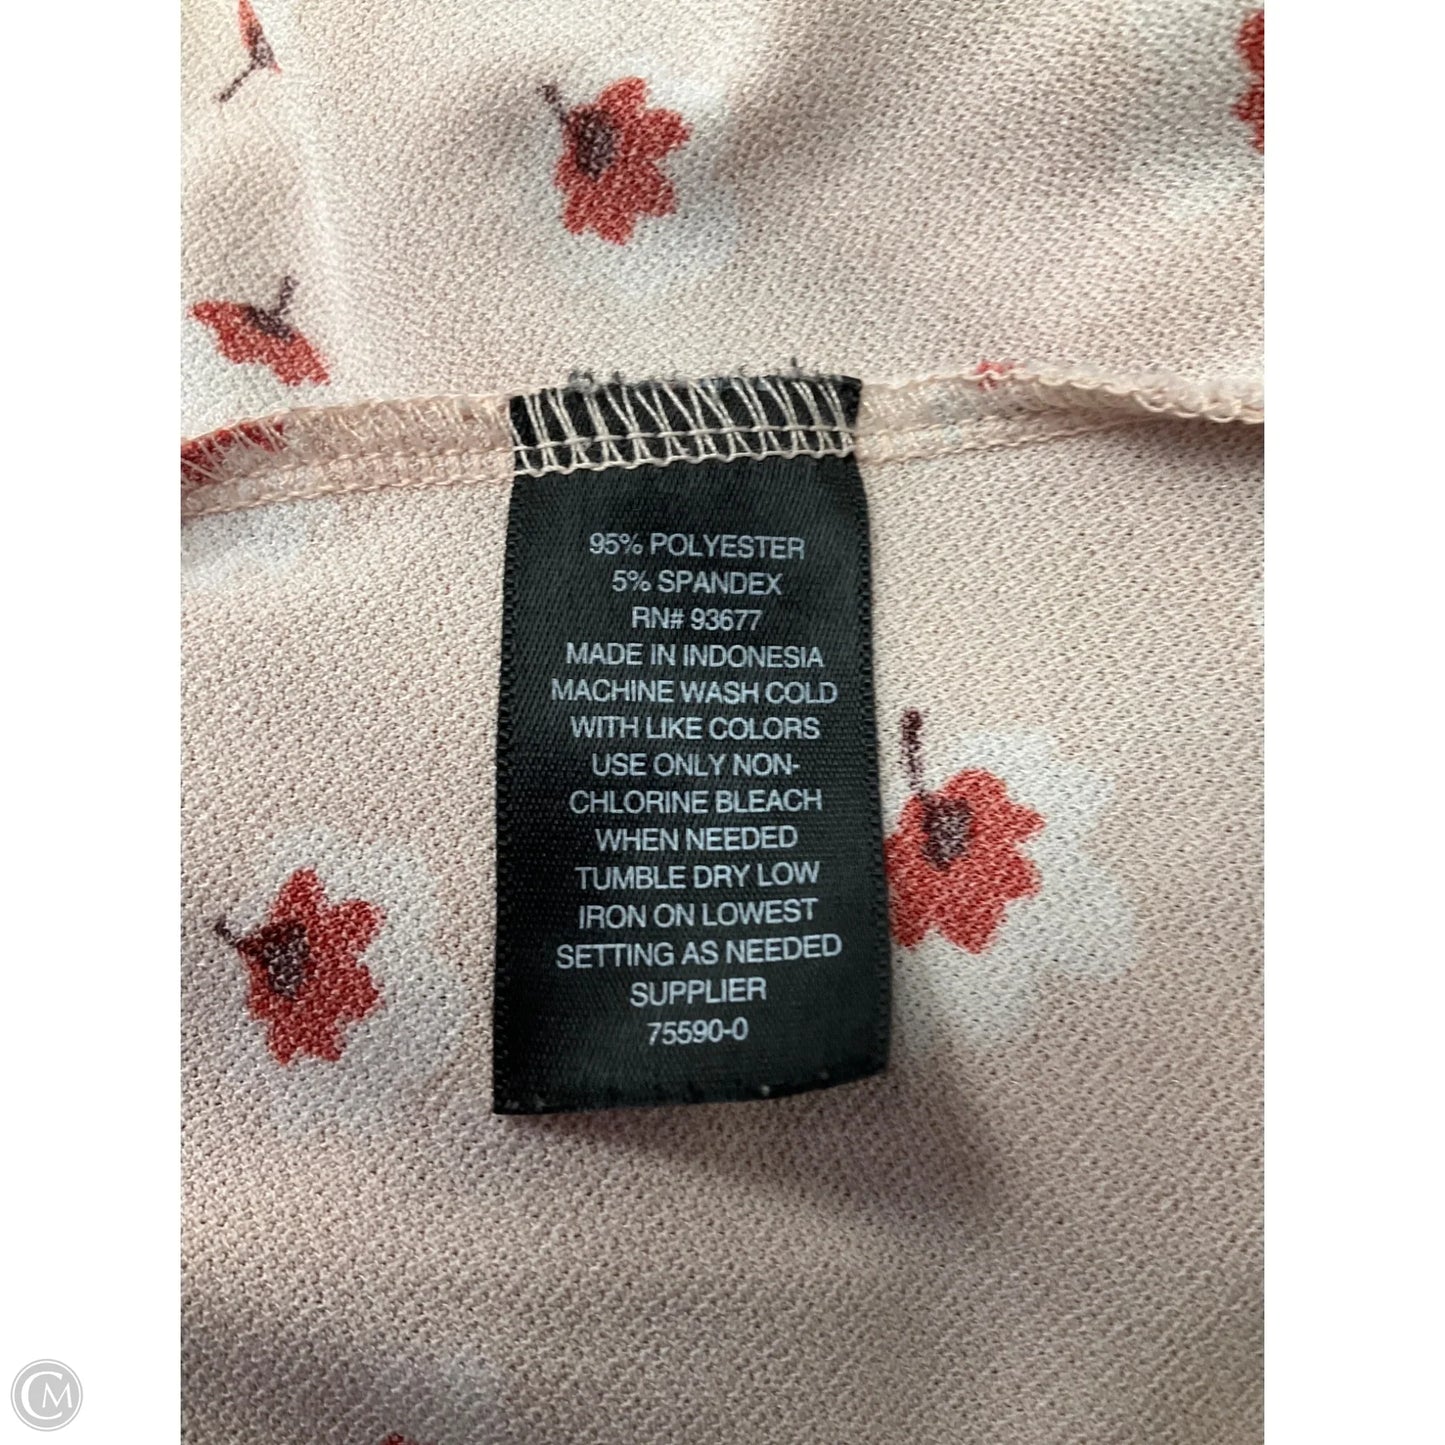 95% POLYESTER
5% SPANDEX
RN# 93677
MADE IN INDONESIA
MACHINE WASH COLD
WITH LIKE COLORS
USE ONLY NON-
CHLORINE BLEACH
WHEN NEEDED
TUMBLE DRY LOW
IRON ON LOWEST
SETTING AS NEEDED
SUPPLIER
75590-0
CM